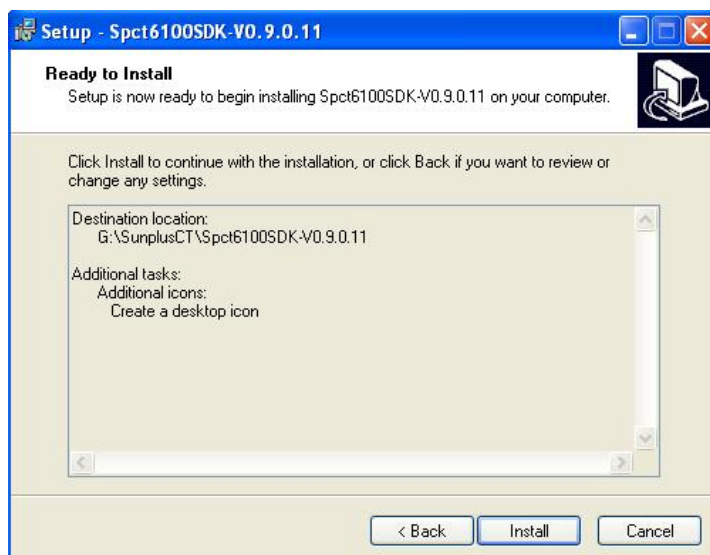 Setup - Spct6100SDK-V0.9.0.11
Ready to Install
Setup is now ready to begin installing Spct6100SDK-V0.9.0.11 on your computer.
Click Install to continue with the installation, or click Back if you want to review or
change any settings.
Destination location:
G:\SunplusCT\Spct6100SDK-V0.9.0.11
Additional tasks:
Additional icons:
Create a desktop icon
< Back
Install
Cancel